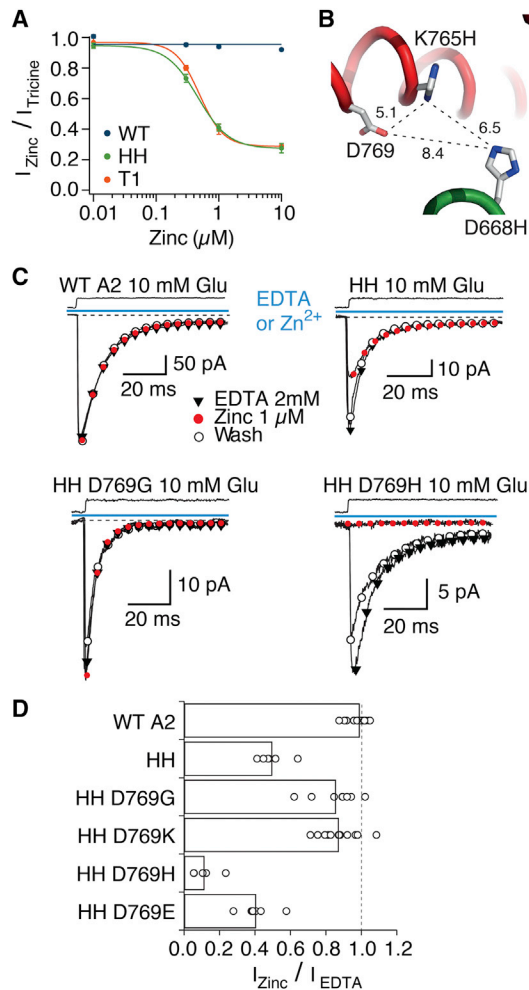 A
1.0
0.8
0.6
0.4
0.2
0.0
I Zinc / I Tricine
WT
HH
T1
0.01
0.1
1
10
Zinc (µM)
B
K765H
5.1
6.5
D769
8.4
D668H
C
WT A2 10 mM Glu
EDTA
or Zn2+
HH 10 mM Glu
50 pA
20 ms
10 pA
20 ms
EDTA 2mM
Zinc 1 µM
Wash
HH D769G 10 mM Glu
HH D769H 10 mM Glu
10 pA
20 ms
5 pA
20 ms
D
WT A2
HH
HH D769G
HH D769K
HH D769H
HH D769E
0.0 0.2 0.4 0.6 0.8 1.0 1.2
I Zinc / I EDTA